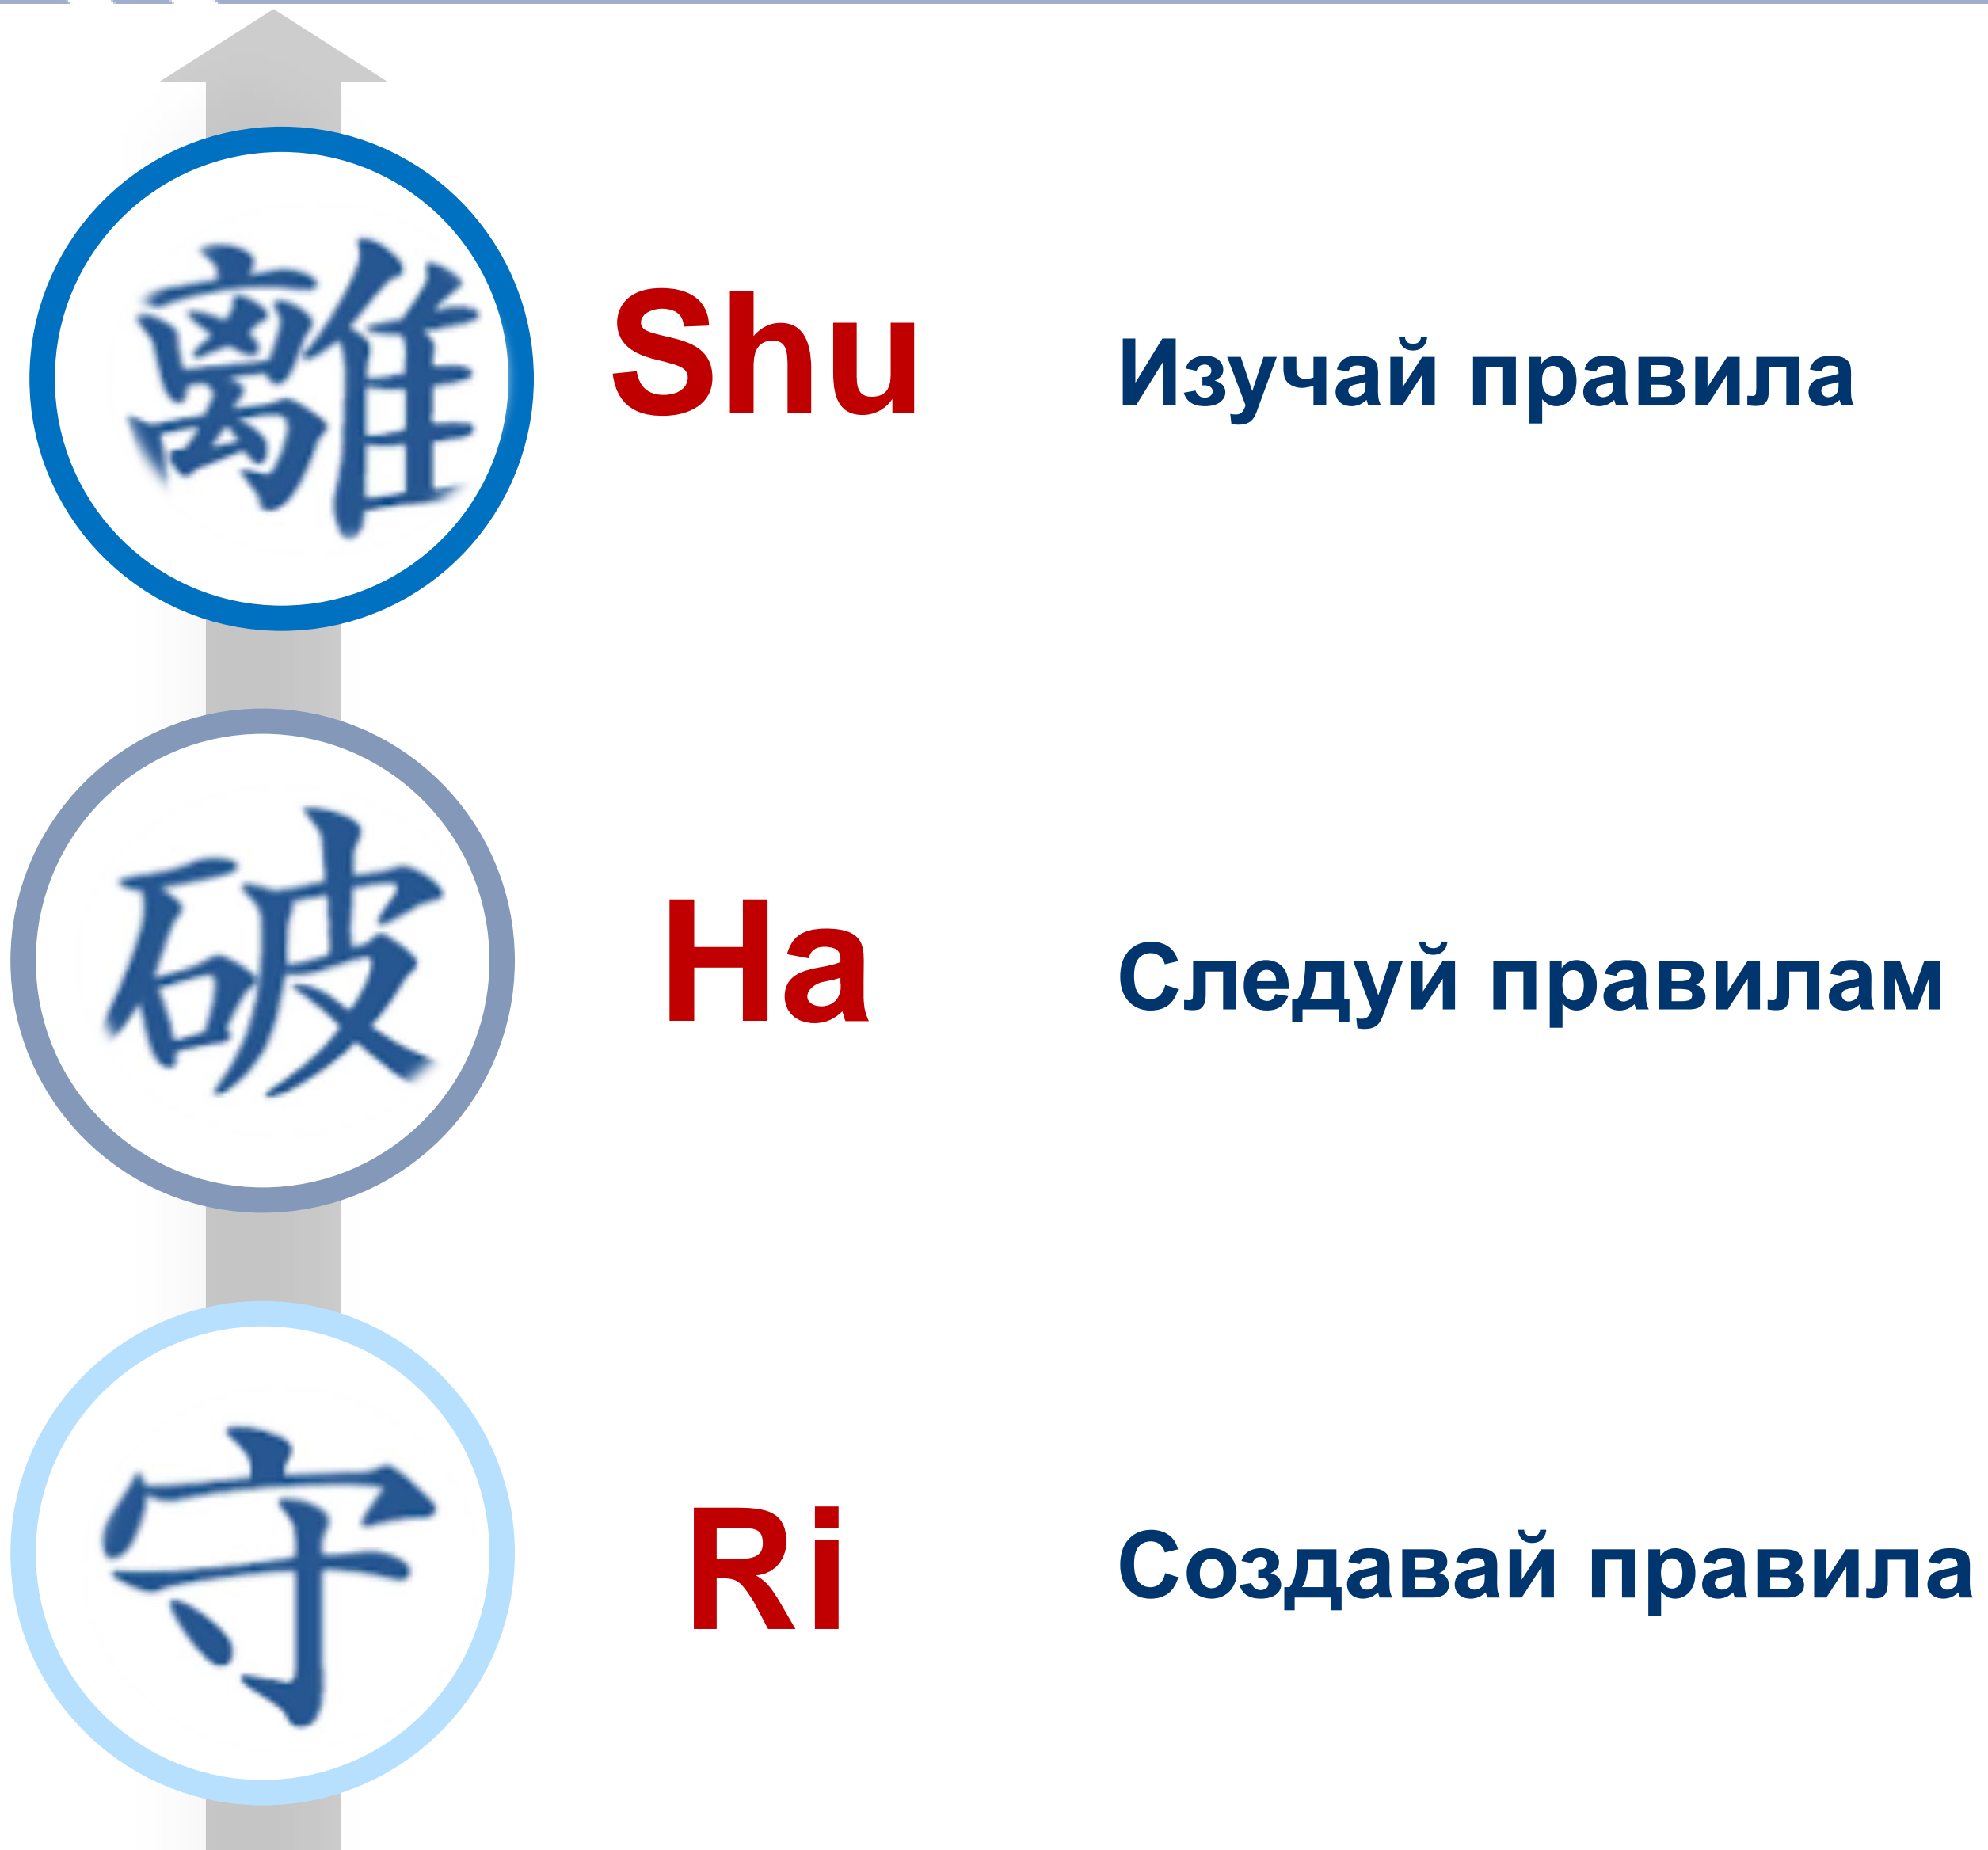 離 Shu Изучай правила
破 Ha Следуй правилам
守 Ri Создавай правила